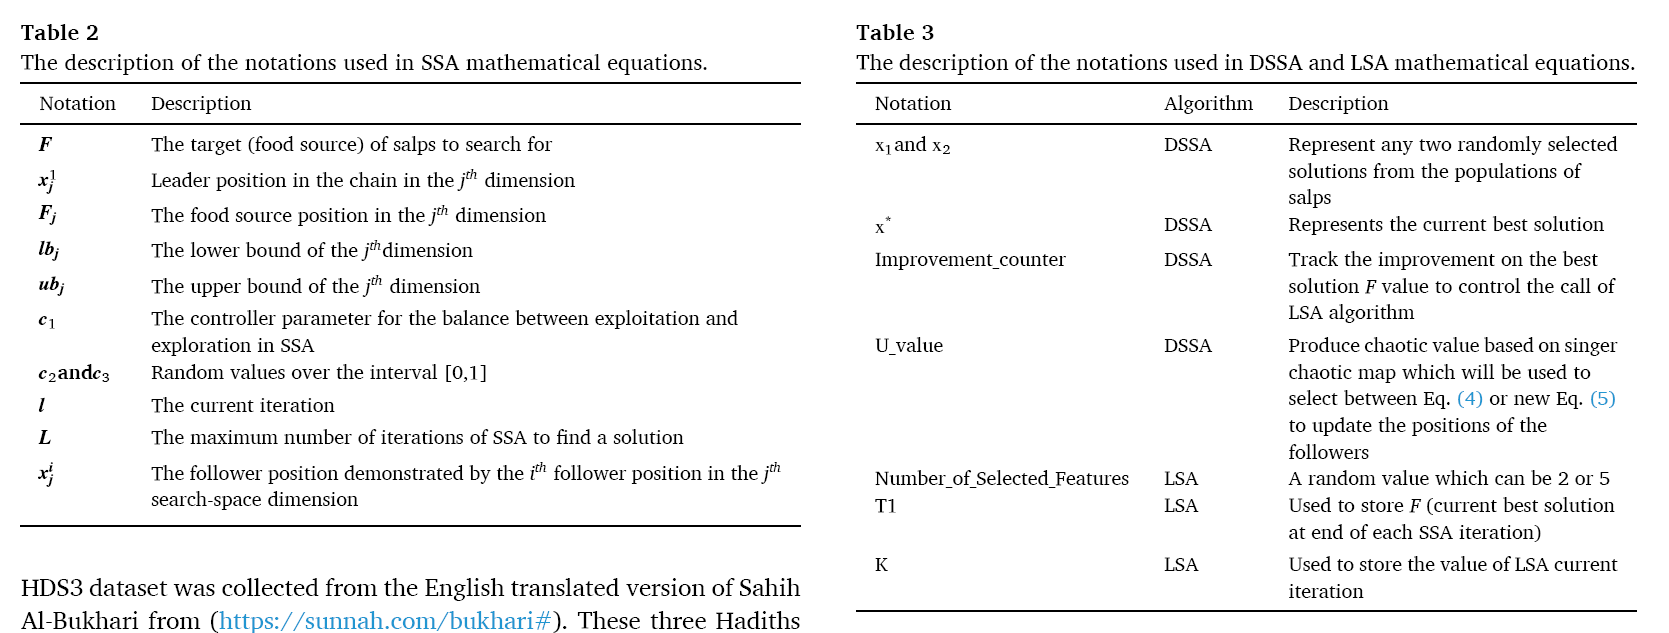 Table 2
The description of the notations used in SSA mathematical equations.
Notation Description
F The target (food source) of salps to search for
x_j^1 Leader position in the chain in the j^th dimension
F_j The food source position in the j^th dimension
lb_j The lower bound of the j^th dimension
ub_j The upper bound of the j^th dimension
c_1 The controller parameter for the balance between exploitation and
exploration in SSA
c_2 and c_3 Random values over the interval [0,1]
l The current iteration
L The maximum number of iterations of SSA to find a solution
x_j^i The follower position demonstrated by the i^th follower position in the j^th
search-space dimension
HDS3 dataset was collected from the English translated version of Sahih
Al-Bukhari from (https://sunnah.com/bukhari#). These three Hadiths
Table 3
The description of the notations used in DSSA and LSA mathematical equations.
Notation Algorithm Description
x_1 and x_2 DSSA Represent any two randomly selected
solutions from the populations of
salps
x^* DSSA Represents the current best solution
Improvement_counter DSSA Track the improvement on the best
solution F value to control the call of
LSA algorithm
U_value DSSA Produce chaotic value based on singer
chaotic map which will be used to
select between Eq. (4) or new Eq. (5)
to update the positions of the
followers
Number_of_Selected_Features LSA A random value which can be 2 or 5
T1 LSA Used to store F (current best solution
at end of each SSA iteration)
K LSA Used to store the value of LSA current
iteration